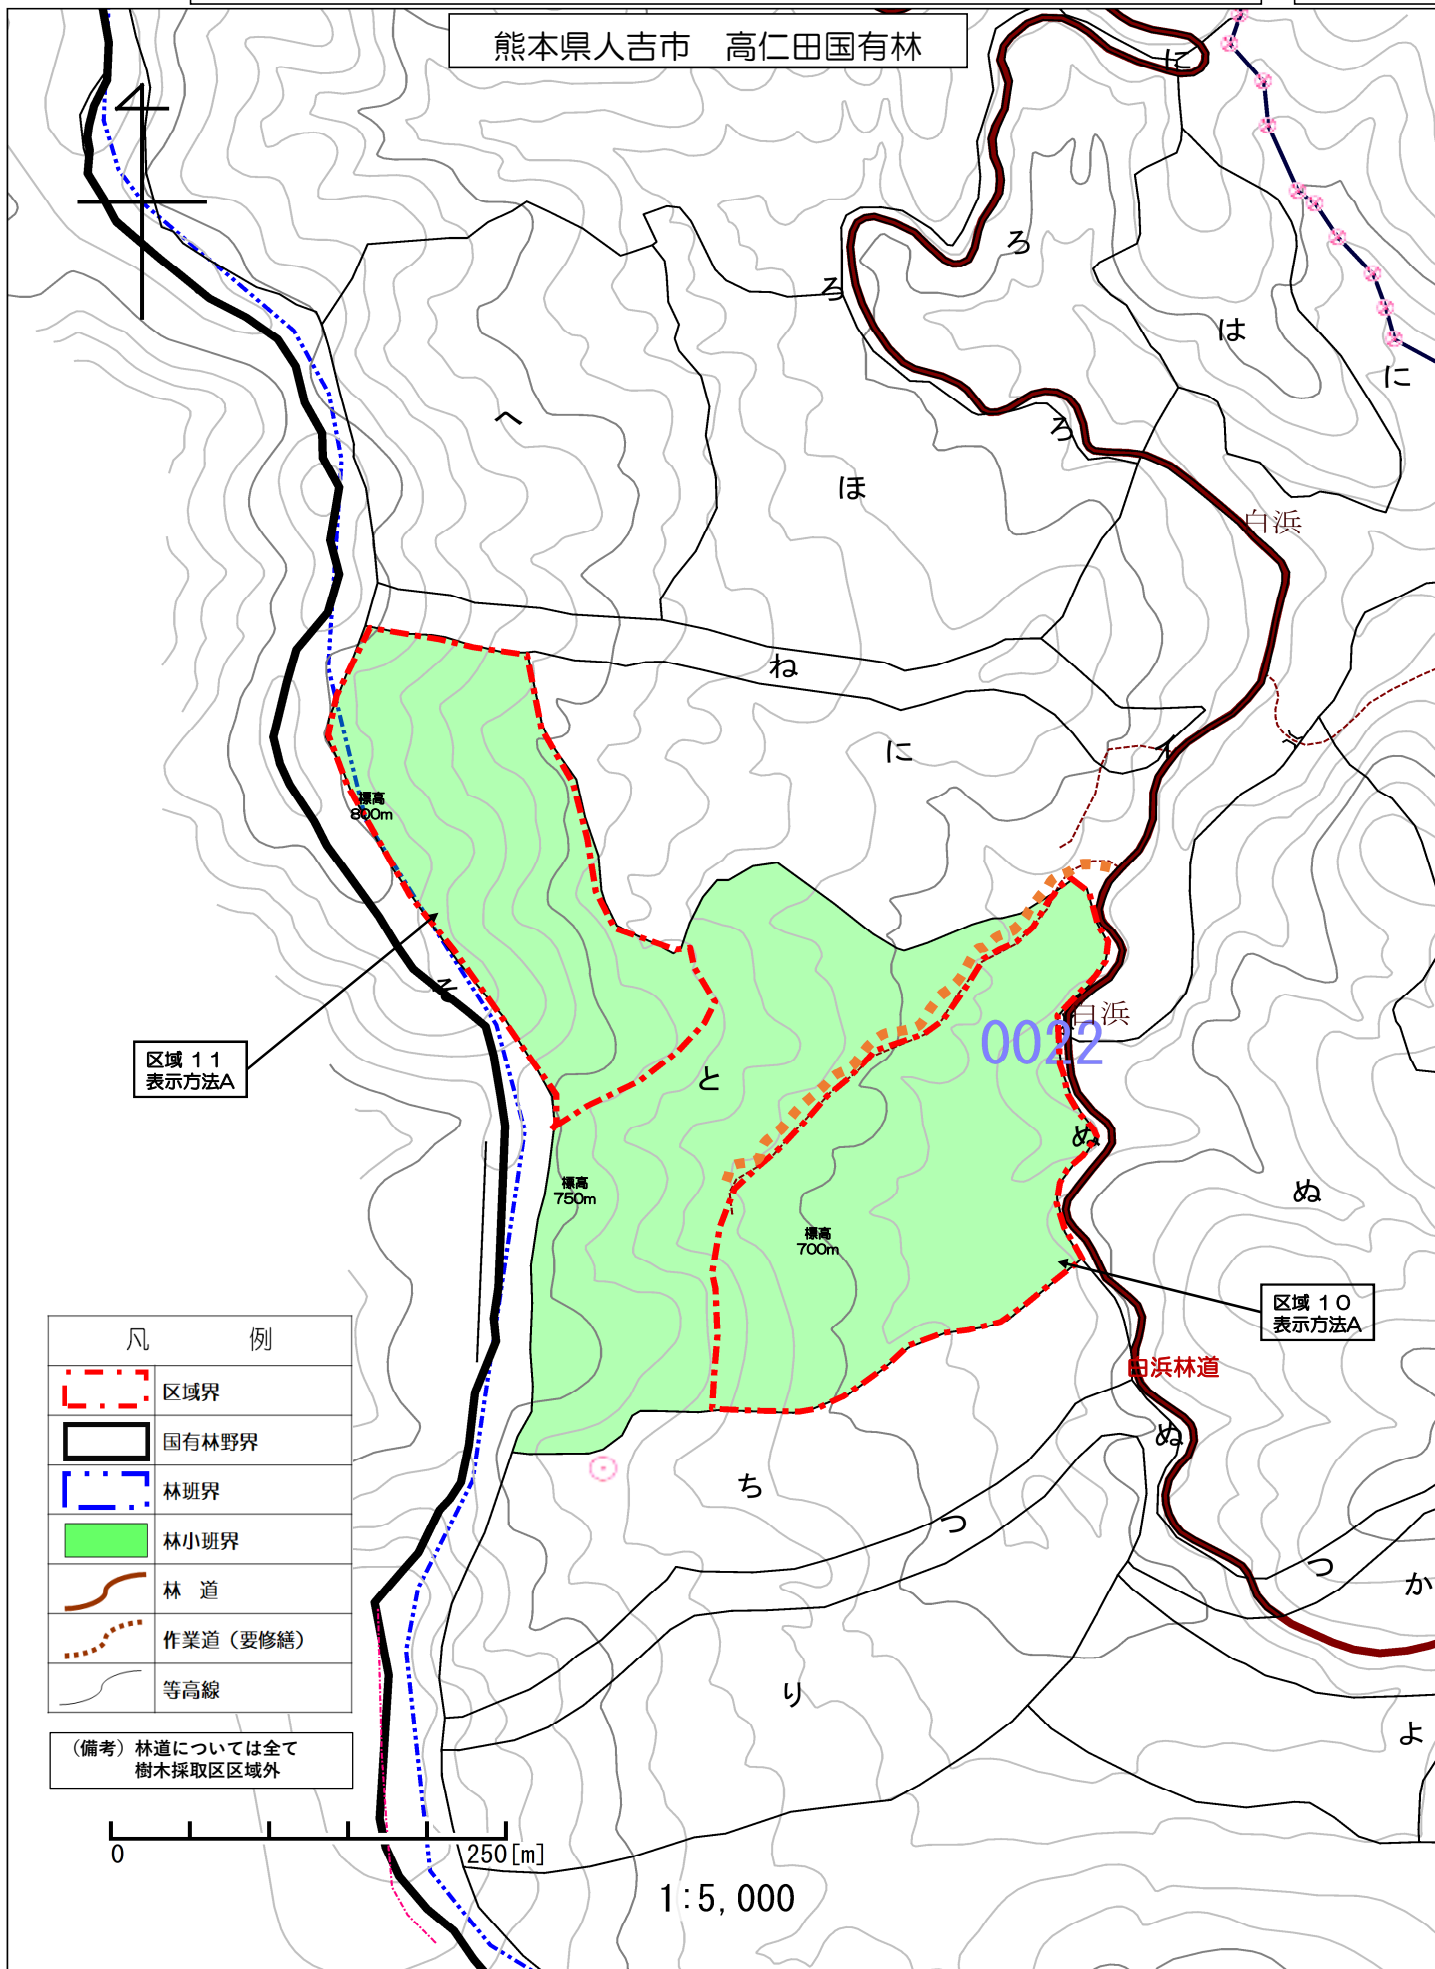 熊本県人吉市　高仁田国有林
に
ろ
ろ
は
に
へ
ろ
ほ
白浜
ね
に
イ
標高
800m
そ
白浜
0022
区域 11
表示方法A
と
ぬ
標高
750m
ぬ
標高
700m
区域 10
表示方法A
白浜林道
凡　例
区域界
国有林野界
林班界
林小班界
林　道
作業道（要修繕）
等高線
ぬ
ち
つ
つ
か
り
よ
（備考）林道については全て
樹木採取区区域外
0
250[m]
1:5,000